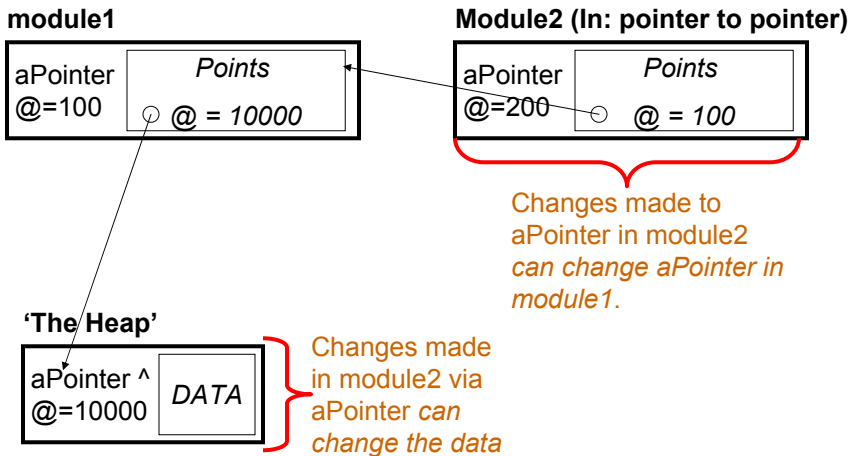 module1
Module2 (In: pointer to pointer)
aPointer
@=100
Points
@ = 10000
aPointer
@=200
Points
@ = 100
Changes made to
aPointer in module2
can change aPointer in
module1.
‘The Heap’
aPointer ^
@=10000
DATA
Changes made
in module2 via
aPointer can
change the data